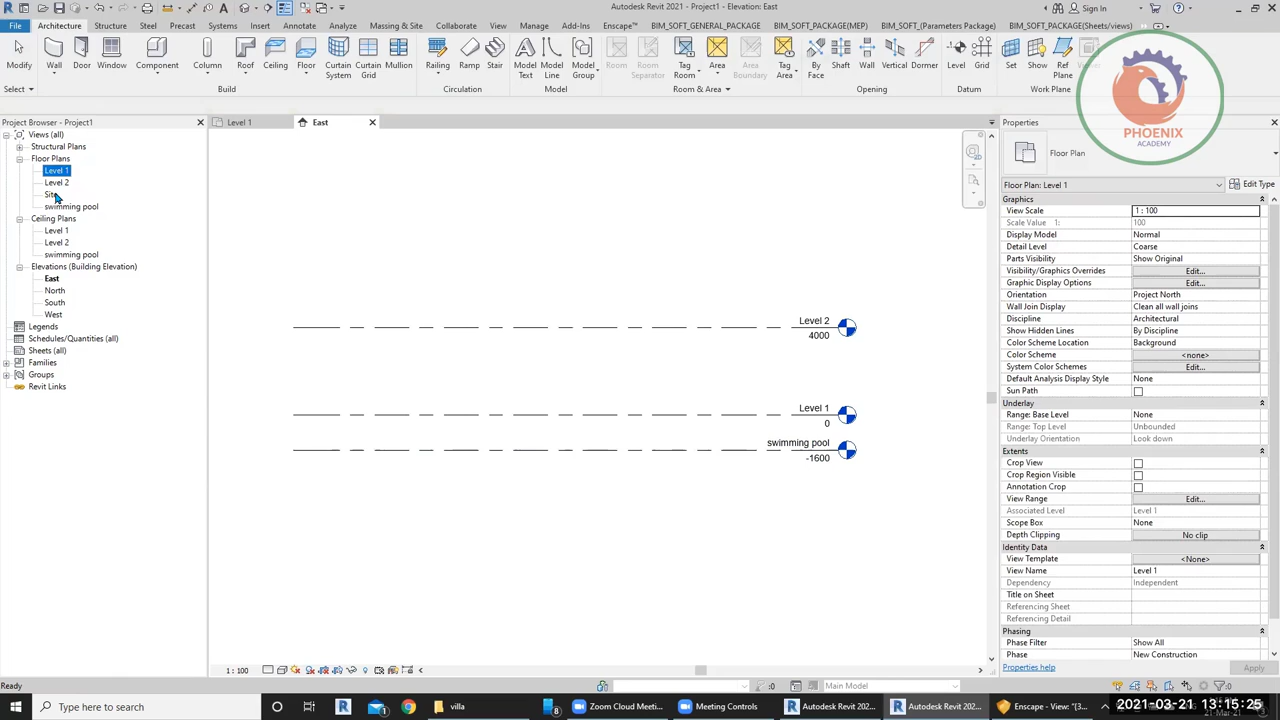 Autodesk Revit 2021 - Project1 - Elevation: East
Sign In
File Architecture Structure Steel Precast Systems Insert Annotate Analyze Massing & Site Collaborate View Manage Add-Ins Enscape™ BIM_SOFT_GENERAL_PACKAGE BIM_SOFT_PACKAGE(MEP) BIM_SOFT_(Parameters Package) BIM_SOFT_PACKAGE(Sheets/views)
Modify Wall Door Window Component Column Roof Ceiling Floor Curtain System Curtain Grid Mullion Railing Ramp Stair Model Text Model Line Model Group Room Room Separator Tag Room Area Area Boundary Tag Area By Face Shaft Wall Vertical Dormer Level Grid Set Show Ref Plane
Select Build Circulation Model Room & Area Opening Datum Work Plane
PHOENIX
ACADEMY
Project Browser - Project1
Views (all)
Structural Plans
Floor Plans
Level 1
Level 2
Site
swimming pool
Ceiling Plans
Level 1
Level 2
swimming pool
Elevations (Building Elevation)
East
North
South
West
Legends
Schedules/Quantities (all)
Sheets (all)
Families
Groups
Revit Links
Level 1 East
Level 2
4000
Level 1
0
swimming pool
-1600
1 : 100
Properties
Floor Plan
Floor Plan: Level 1 Edit Type
Graphics
View Scale 1 : 100
Scale Value 1: 100
Display Model Normal
Detail Level Coarse
Parts Visibility Show Original
Visibility/Graphics Overrides Edit...
Graphic Display Options Edit...
Orientation Project North
Wall Join Display Clean all wall joins
Discipline Architectural
Show Hidden Lines By Discipline
Color Scheme Location Background
Color Scheme <none>
System Color Schemes Edit...
Default Analysis Display Style None
Sun Path
Underlay
Range: Base Level None
Range: Top Level Unbounded
Underlay Orientation Look down
Extents
Crop View
Crop Region Visible
Annotation Crop
View Range Edit...
Associated Level Level 1
Scope Box None
Depth Clipping No clip
Identity Data
View Template <None>
View Name Level 1
Dependency Independent
Title on Sheet
Referencing Sheet
Referencing Detail
Phasing
Phase Filter Show All
Phase New Construction
Properties help Apply
Ready :0 Main Model :0
Type here to search villa Zoom Cloud Meeti... Meeting Controls Autodesk Revit 202... Autodesk Revit 202... Enscape - View: "{3...
2021-03-21 13:15:25